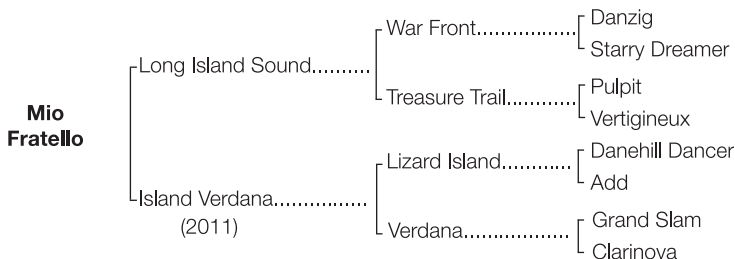 Mio
Fratello
Long Island Sound
War Front
Danzig
Starry Dreamer
Treasure Trail
Pulpit
Vertigineux
Island Verdana
(2011)
Lizard Island
Danehill Dancer
Add
Verdana
Grand Slam
Clarinova